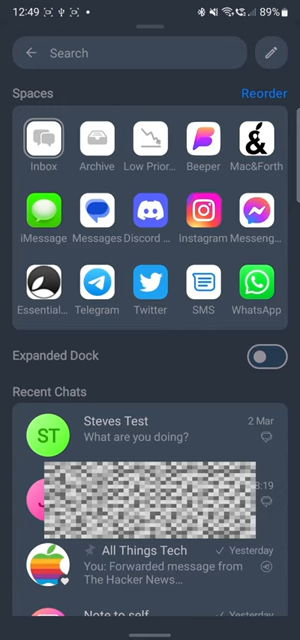 12:49
89%
Search
Spaces
Reorder
Inbox
Archive
Low Prior...
Beeper
Mac&Forth
iMessage
Messages
Discord ...
Instagram
Messeng...
Essential...
Telegram
Twitter
SMS
WhatsApp
Expanded Dock
Recent Chats
ST
Steves Test
2 Mar
What are you doing?
8:19
All Things Tech
Yesterday
You: Forwarded message from
The Hacker News...
Note to self
Yesterday